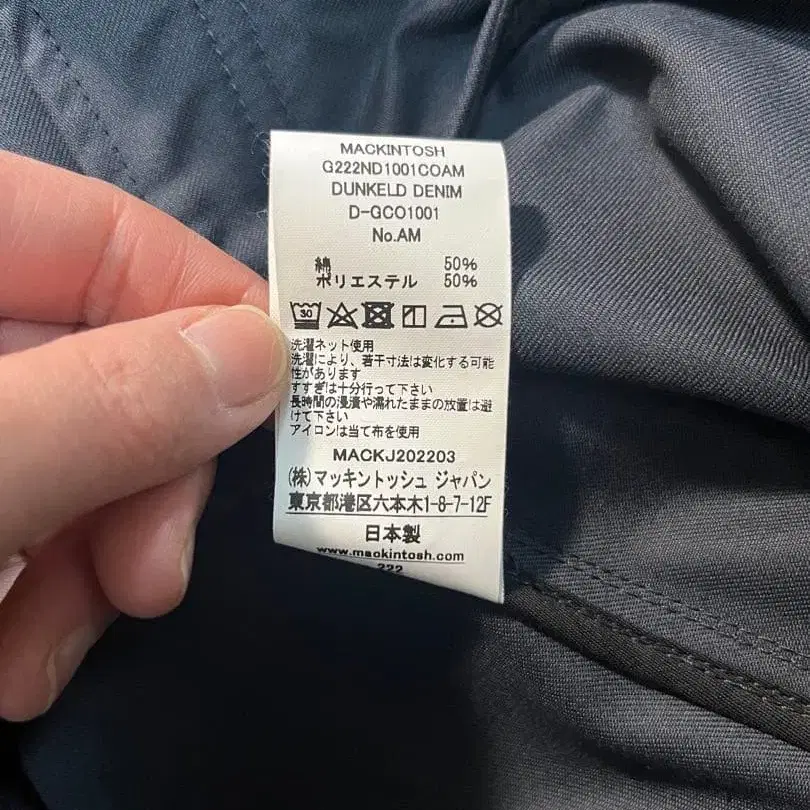 MACKINTOSH
G222ND1001COAM
DUNKELD DENIM
D-GCO1001
No.AM
綿 50%
ポリエステル 50%
30
洗濯ネット使用
洗濯により、若干寸法は変化する可能
性があります
すすぎは十分行って下さい
長時間の浸漬や濡れたままの放置は避
けて下さい
アイロンは当て布を使用
MACKJ202203
(株)マッキントッシュ ジャパン
東京都港区六本木1-8-7-12F
日本製
www.mackintosh.com
222